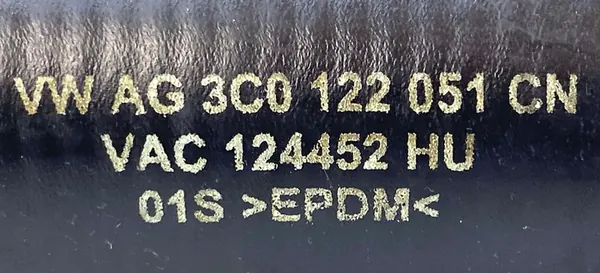 VW AG 3C0 122 051 CN
VAC 124452 HU
01S >EPDM<